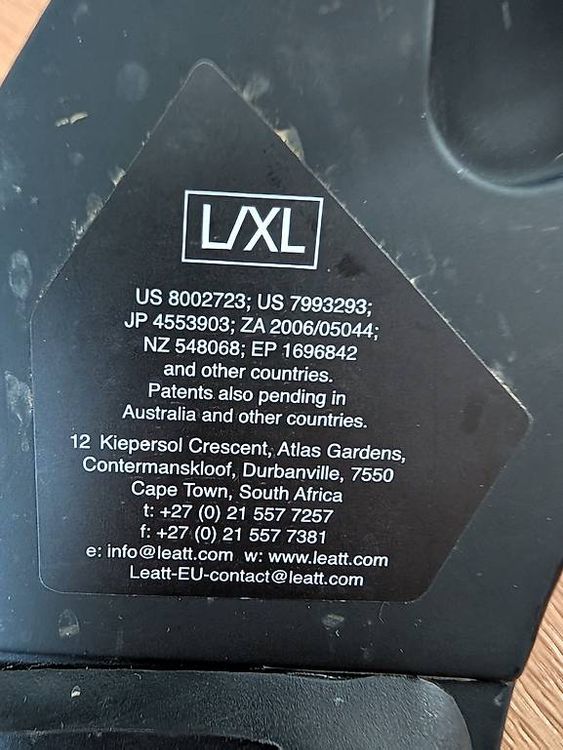 L/XL
US 8002723; US 7993293;
JP 4553903; ZA 2006/05044;
NZ 548068; EP 1696842
and other countries.
Patents also pending in
Australia and other countries.
12 Kiepersol Crescent, Atlas Gardens,
Contermanskloof, Durbanville, 7550
Cape Town, South Africa
t: +27 (0) 21 557 7257
f: +27 (0) 21 557 7381
e: info@leatt.com w: www.leatt.com
Leatt-EU-contact@leatt.com